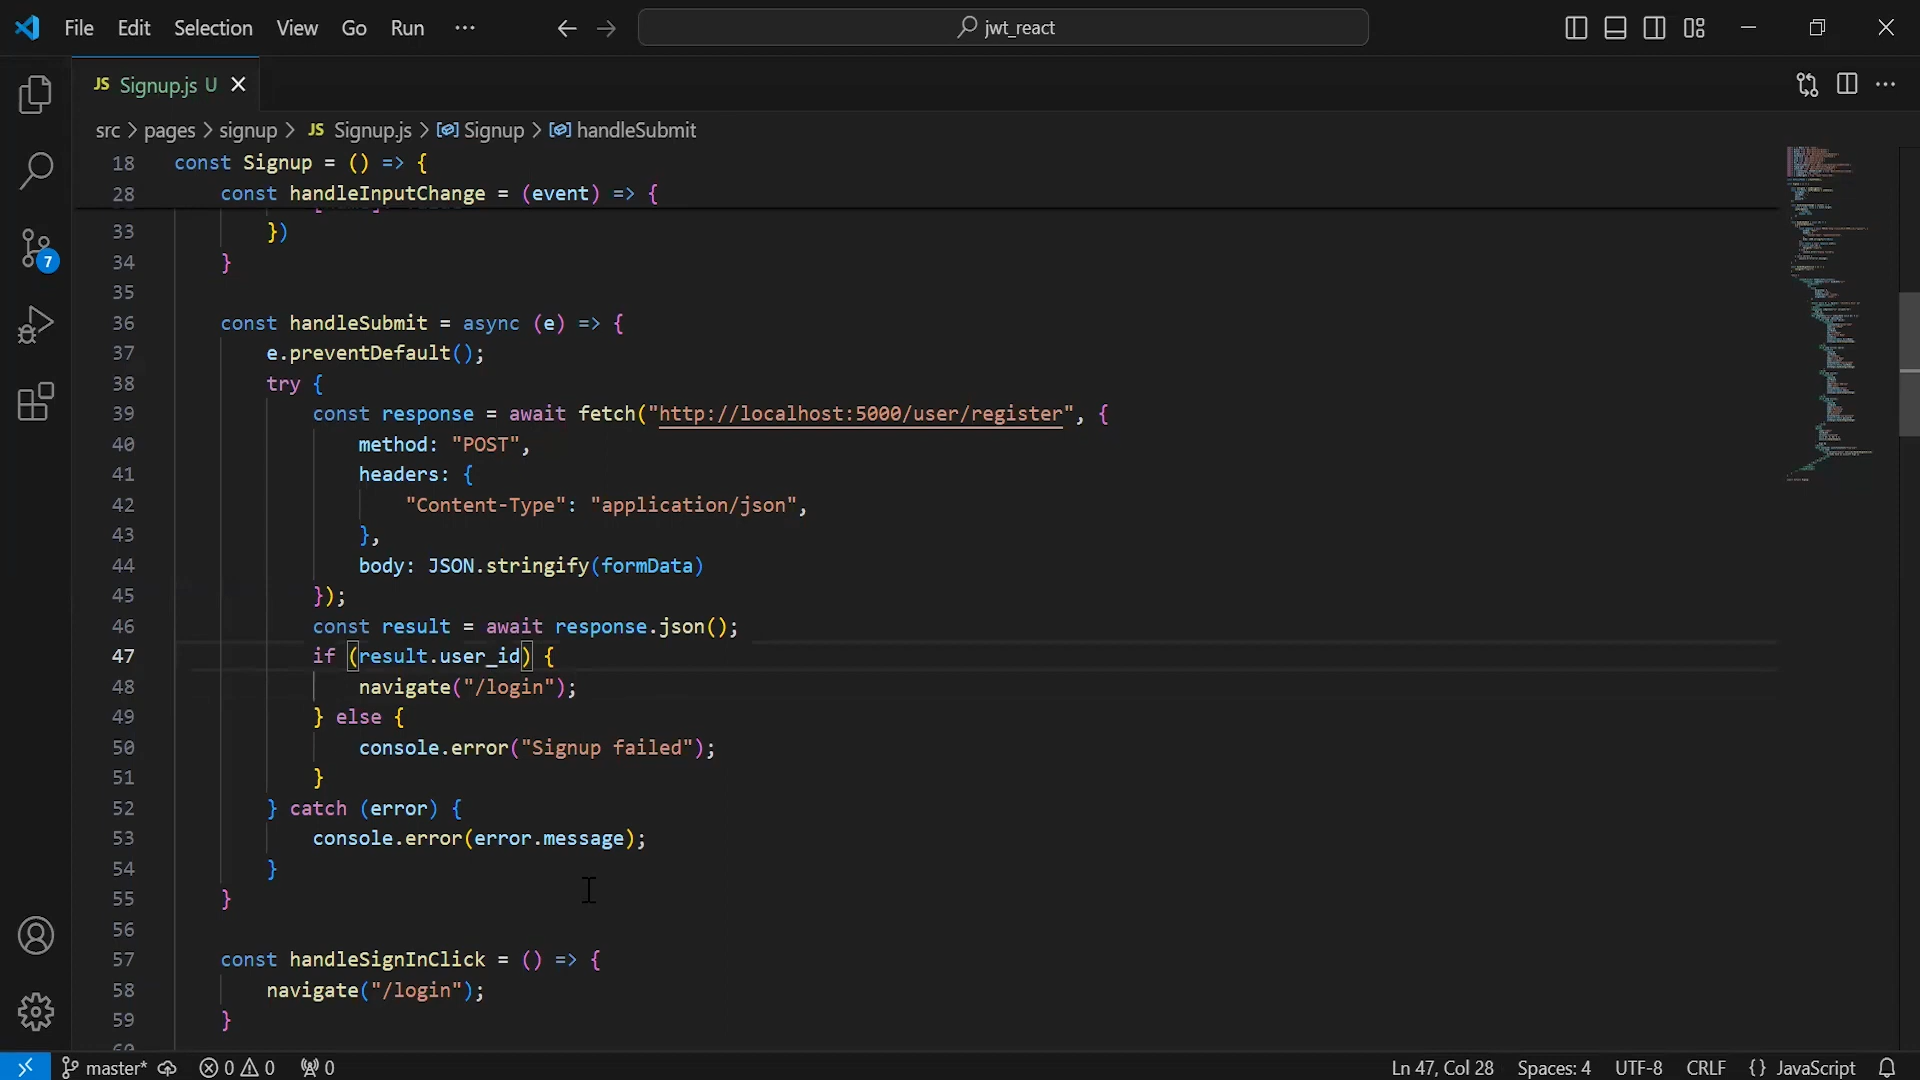 File Edit Selection View Go Run ··· jwt_react
JS Signup.js U
src > pages > signup > JS Signup.js > Signup > handleSubmit
18 const Signup = () => {
28 const handleInputChange = (event) => {
33 })
34 }
35
36 const handleSubmit = async (e) => {
37 e.preventDefault();
38 try {
39 const response = await fetch("http://localhost:5000/user/register", {
40 method: "POST",
41 headers: {
42 "Content-Type": "application/json",
43 },
44 body: JSON.stringify(formData)
45 });
46 const result = await response.json();
47 if (result.user_id) {
48 navigate("/login");
49 } else {
50 console.error("Signup failed");
51 }
52 } catch (error) {
53 console.error(error.message);
54 }
55 }
56
57 const handleSignInClick = () => {
58 navigate("/login");
59 }
7
master* 0 0 0 Ln 47, Col 28 Spaces: 4 UTF-8 CRLF {} JavaScript